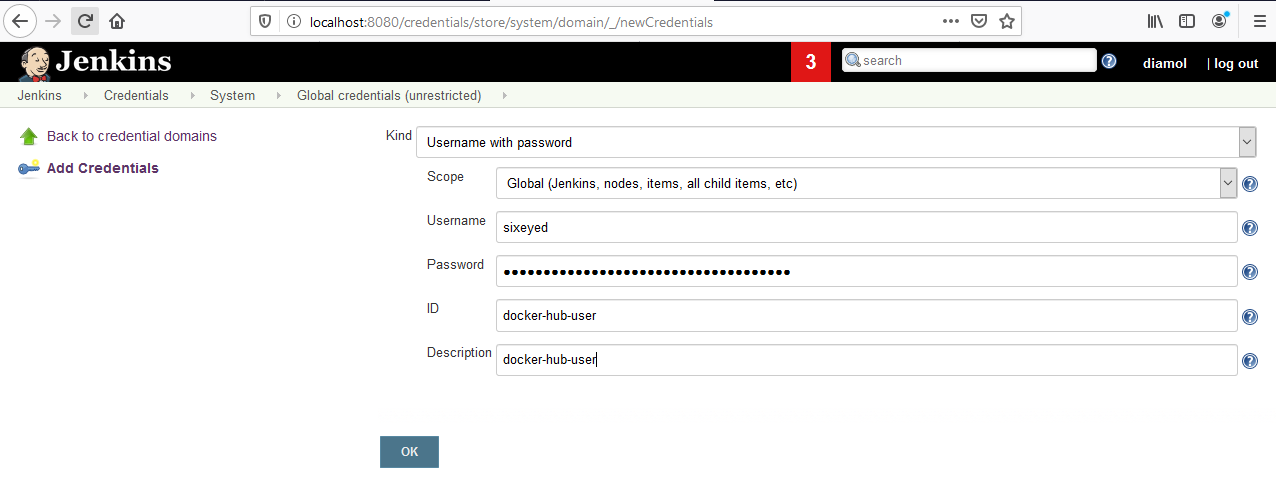 localhost:8080/credentials/store/system/domain/_/newCredentials
Jenkins 3 search diamol | log out
Jenkins Credentials System Global credentials (unrestricted)
Back to credential domains
Add Credentials
Kind Username with password
Scope Global (Jenkins, nodes, items, all child items, etc)
Username sixeyed
Password ••••••••••••••••••••••••••••••••••••
ID docker-hub-user
Description docker-hub-user
OK